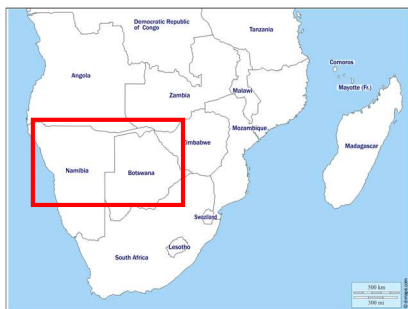 Democratic Republic
of Congo
Tanzania
Comoros
Angola
Malawi
Mayotte (Fr.)
Zambia
Mozambique
Zimbabwe
Madagascar
Namibia
Botswana
Swaziland
Lesotho
South Africa
500 km
300 mi